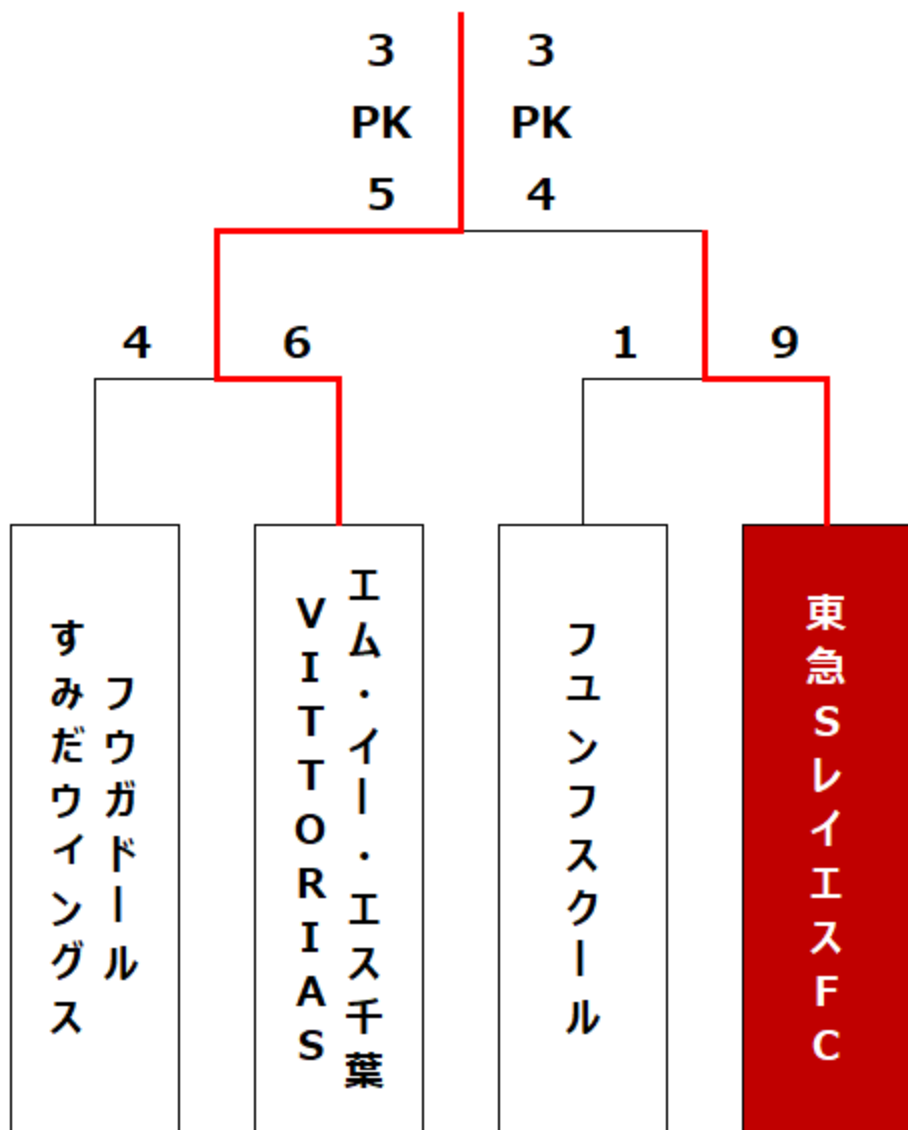 3 3
PK PK
5 4
4 6 1 9
フウガドール
すみだウイングス
エム・イー・エス千葉
VITTORIAS
フユンフスクール
東急SレイエスFC